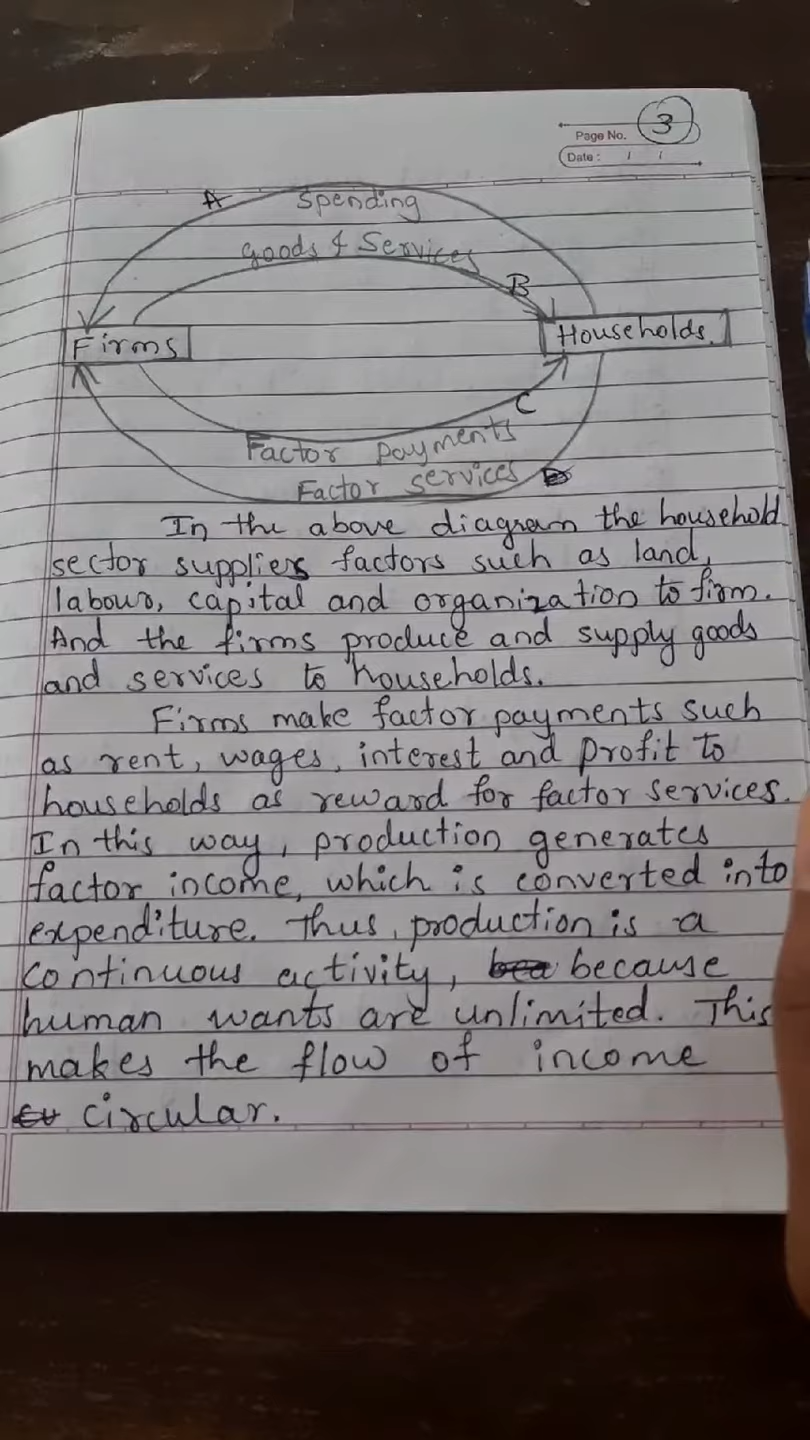 Page No. 3
Date : / /
A Spending
goods & Services
B
Firms
Households.
C
Factor payments
Factor services D
In the above diagram the household
sector suppliers factors such as land,
labour, capital and organization to firm.
And the firms produce and supply goods
and services to households.
Firms make factor payments such
as rent, wages, interest and profit to
households as reward for factor services.
In this way, production generates
factor income, which is converted into
expenditure. Thus, production is a
continuous activity, because
human wants are unlimited. This
makes the flow of income
circular.